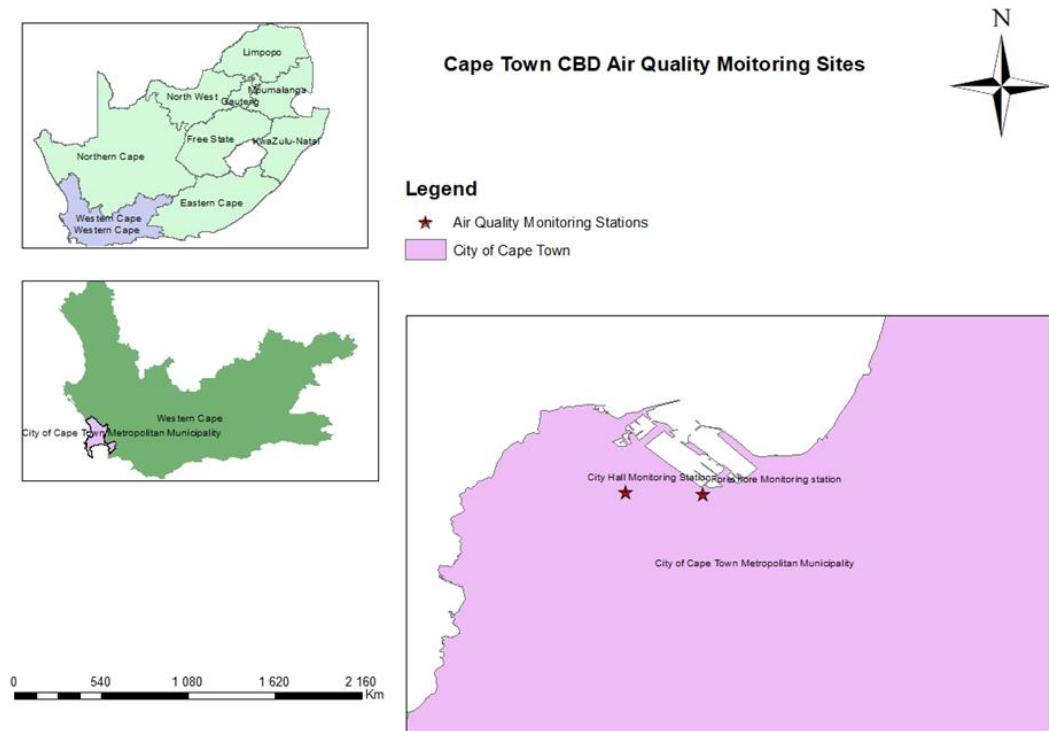 Cape Town CBD Air Quality Moitoring Sites
N
Limpopo
North West
Mpumalanga
Gauteng
Free State
KwaZulu-Natal
Northern Cape
Eastern Cape
Western Cape
Western Cape
Legend
Air Quality Monitoring Stations
City of Cape Town
Western Cape
City of Cape Town Metropolitan Municipality
City Hall Monitoring Station
Foreshore Monitoring station
City of Cape Town Metropolitan Municipality
0 540 1 080 1 620 2 160
Km